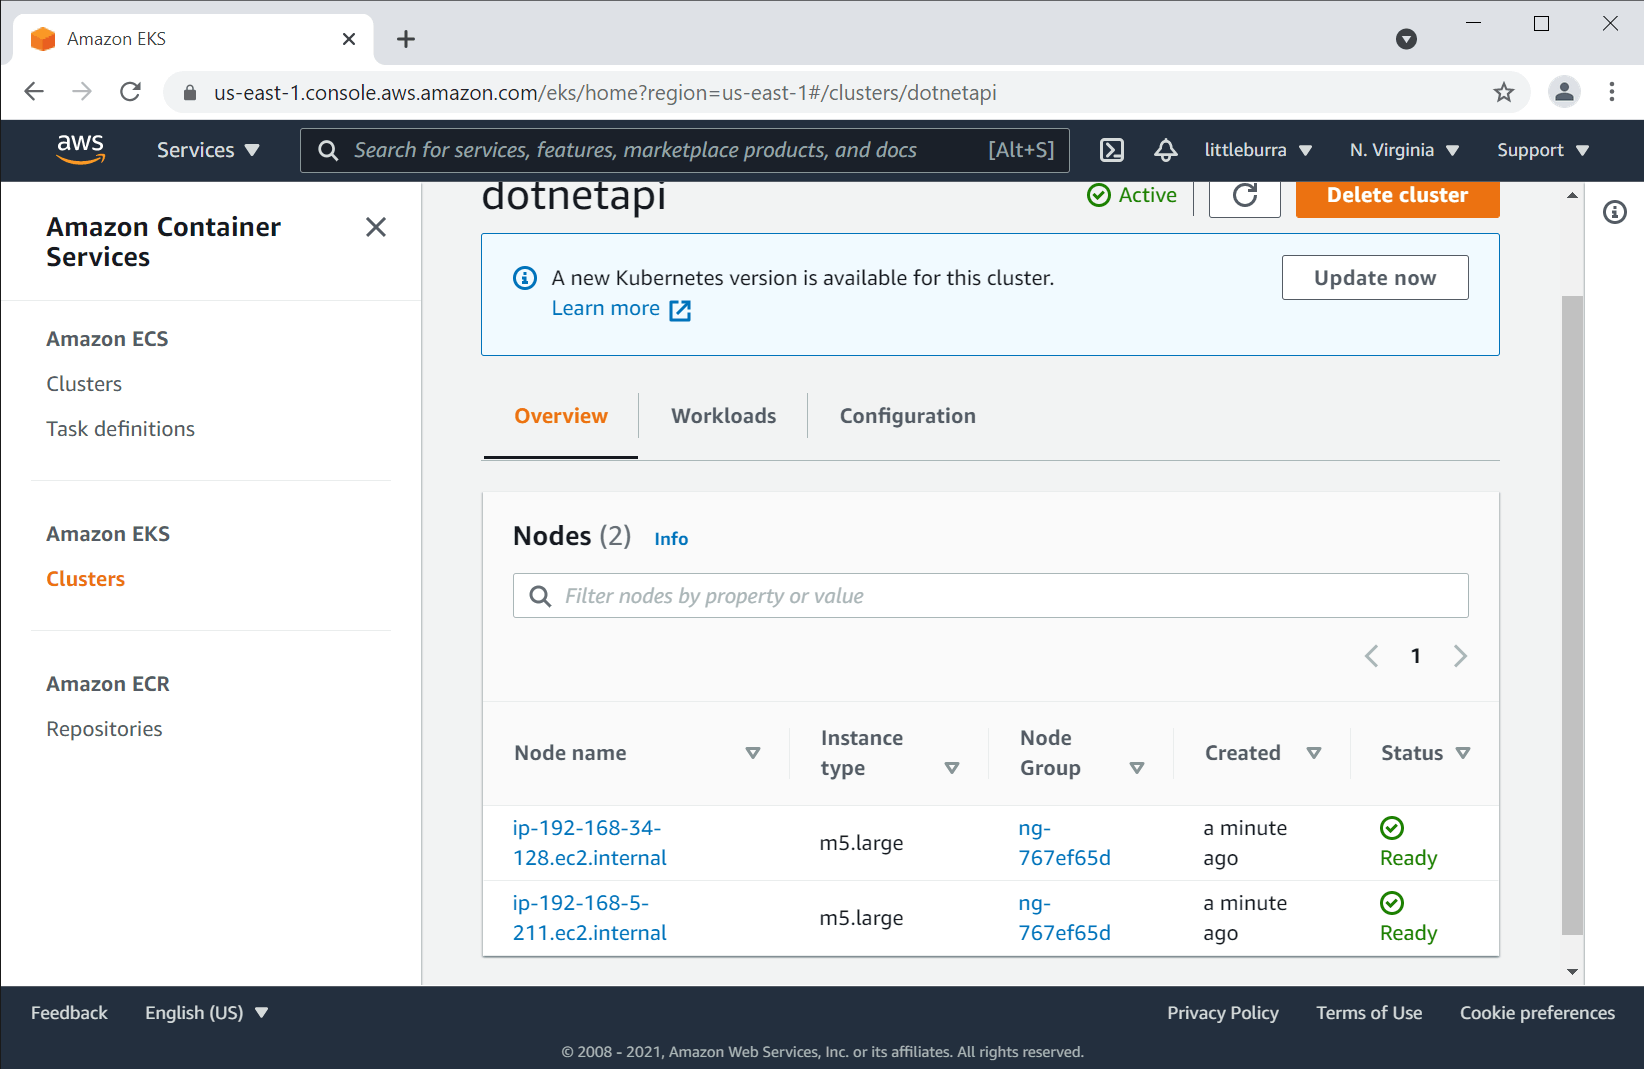 Amazon EKS
us-east-1.console.aws.amazon.com/eks/home?region=us-east-1#/clusters/dotnetapi
aws
Services
Search for services, features, marketplace products, and docs
[Alt+S]
littleburra
N. Virginia
Support
Amazon Container
Services
Amazon ECS
Clusters
Task definitions
Amazon EKS
Clusters
Amazon ECR
Repositories
dotnetapi
Active
Delete cluster
A new Kubernetes version is available for this cluster.
Learn more
Update now
Overview
Workloads
Configuration
Nodes (2)
Info
Filter nodes by property or value
1
Node name
Instance
type
Node
Group
Created
Status
ip-192-168-34-
128.ec2.internal
m5.large
ng-
767ef65d
a minute
ago
Ready
ip-192-168-5-
211.ec2.internal
m5.large
ng-
767ef65d
a minute
ago
Ready
Feedback
English (US)
Privacy Policy
Terms of Use
Cookie preferences
© 2008 - 2021, Amazon Web Services, Inc. or its affiliates. All rights reserved.